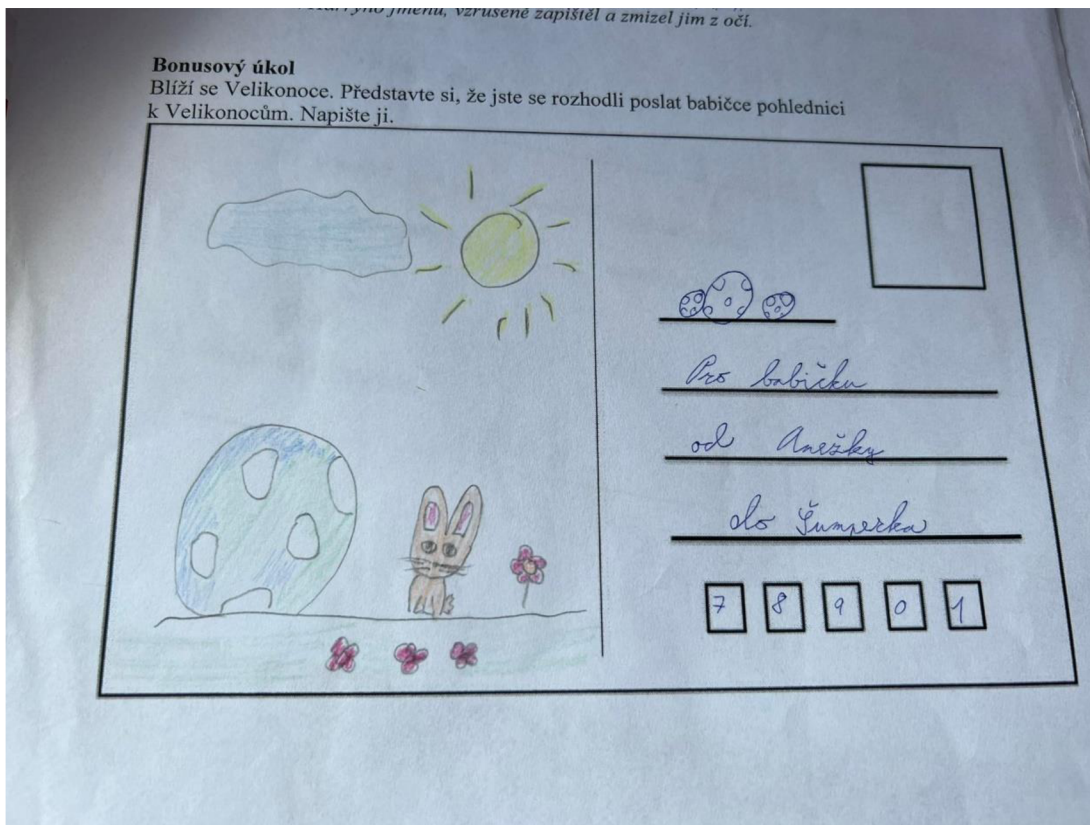 jménu, vzrušeně zapištěl a zmizel jim z očí.
Bonusový úkol
Blíží se Velikonoce. Představte si, že jste se rozhodli poslat babičce pohlednici
k Velikonocům. Napište ji.
Pro babičku
od Anežky
do Šumperka
7 8 9 0 1